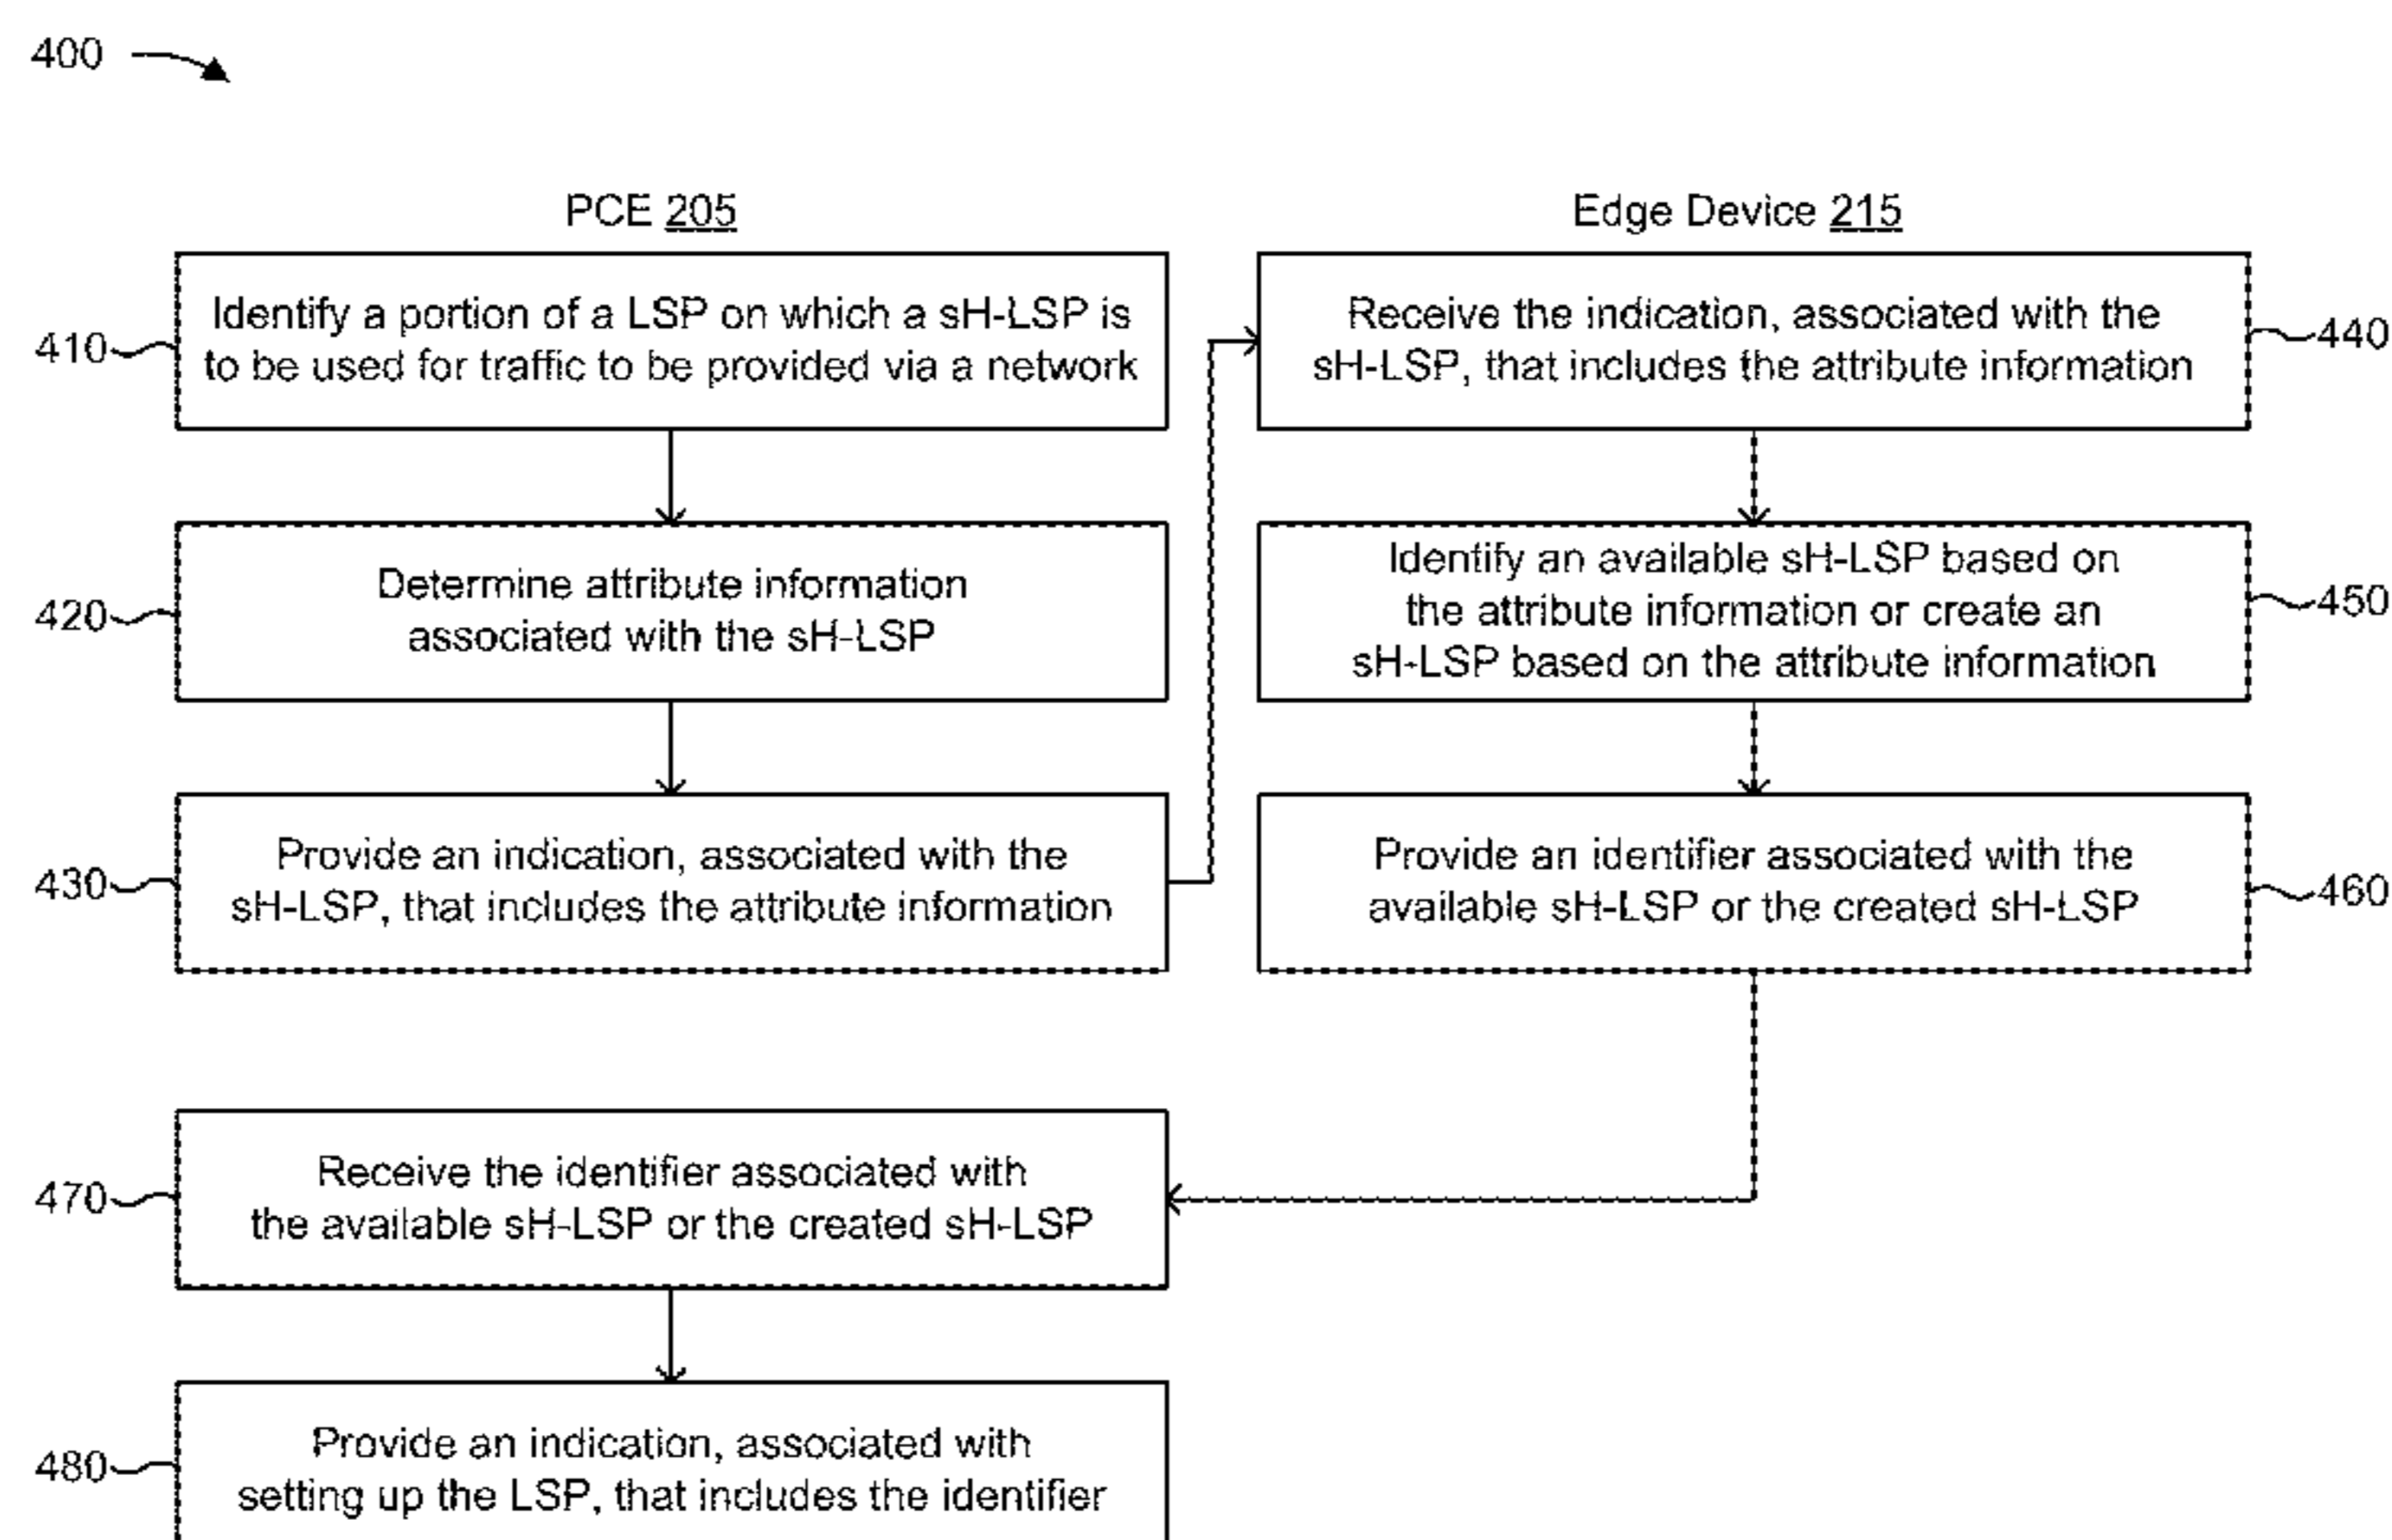 400
PCE 205
Edge Device 215
410
Identify a portion of a LSP on which a sH-LSP is
to be used for traffic to be provided via a network
Receive the indication, associated with the
sH-LSP, that includes the attribute information
440
420
Determine attribute information
associated with the sH-LSP
Identify an available sH-LSP based on
the attribute information or create an
sH-LSP based on the attribute information
450
430
Provide an indication, associated with the
sH-LSP, that includes the attribute information
Provide an identifier associated with the
available sH-LSP or the created sH-LSP
460
470
Receive the identifier associated with
the available sH-LSP or the created sH-LSP
480
Provide an indication, associated with
setting up the LSP, that includes the identifier